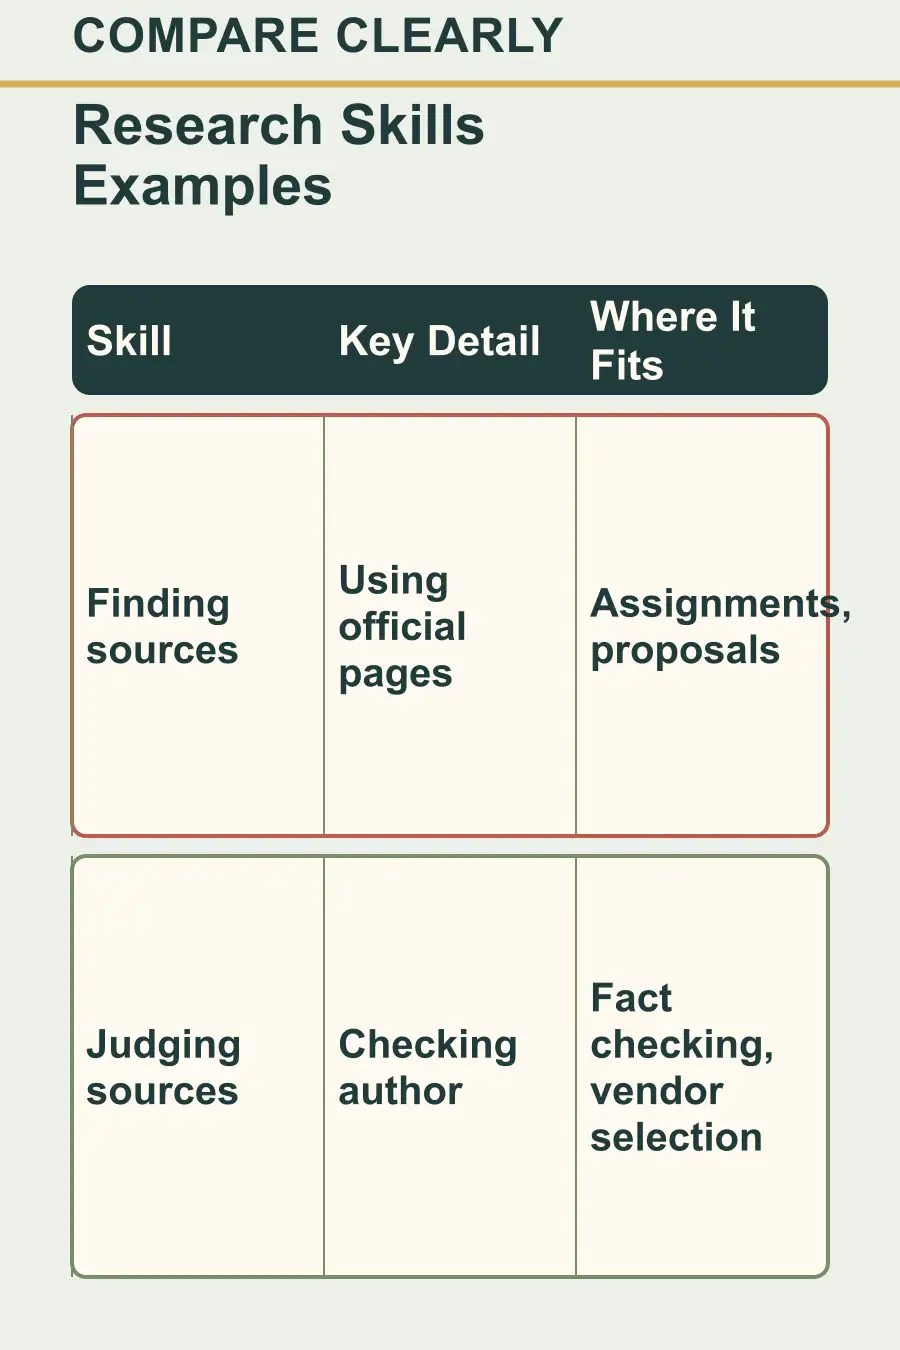 COMPARE CLEARLY
Research Skills
Examples
Skill
Key Detail
Where It
Fits
Finding
sources
Using
official
pages
Assignments,
proposals
Judging
sources
Checking
author
Fact
checking,
vendor
selection